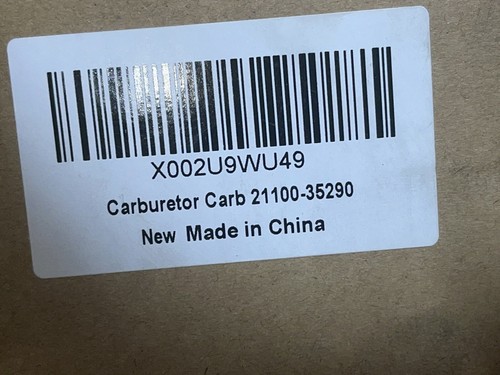 X002U9WU49
Carburetor Carb 21100-35290
New Made in China